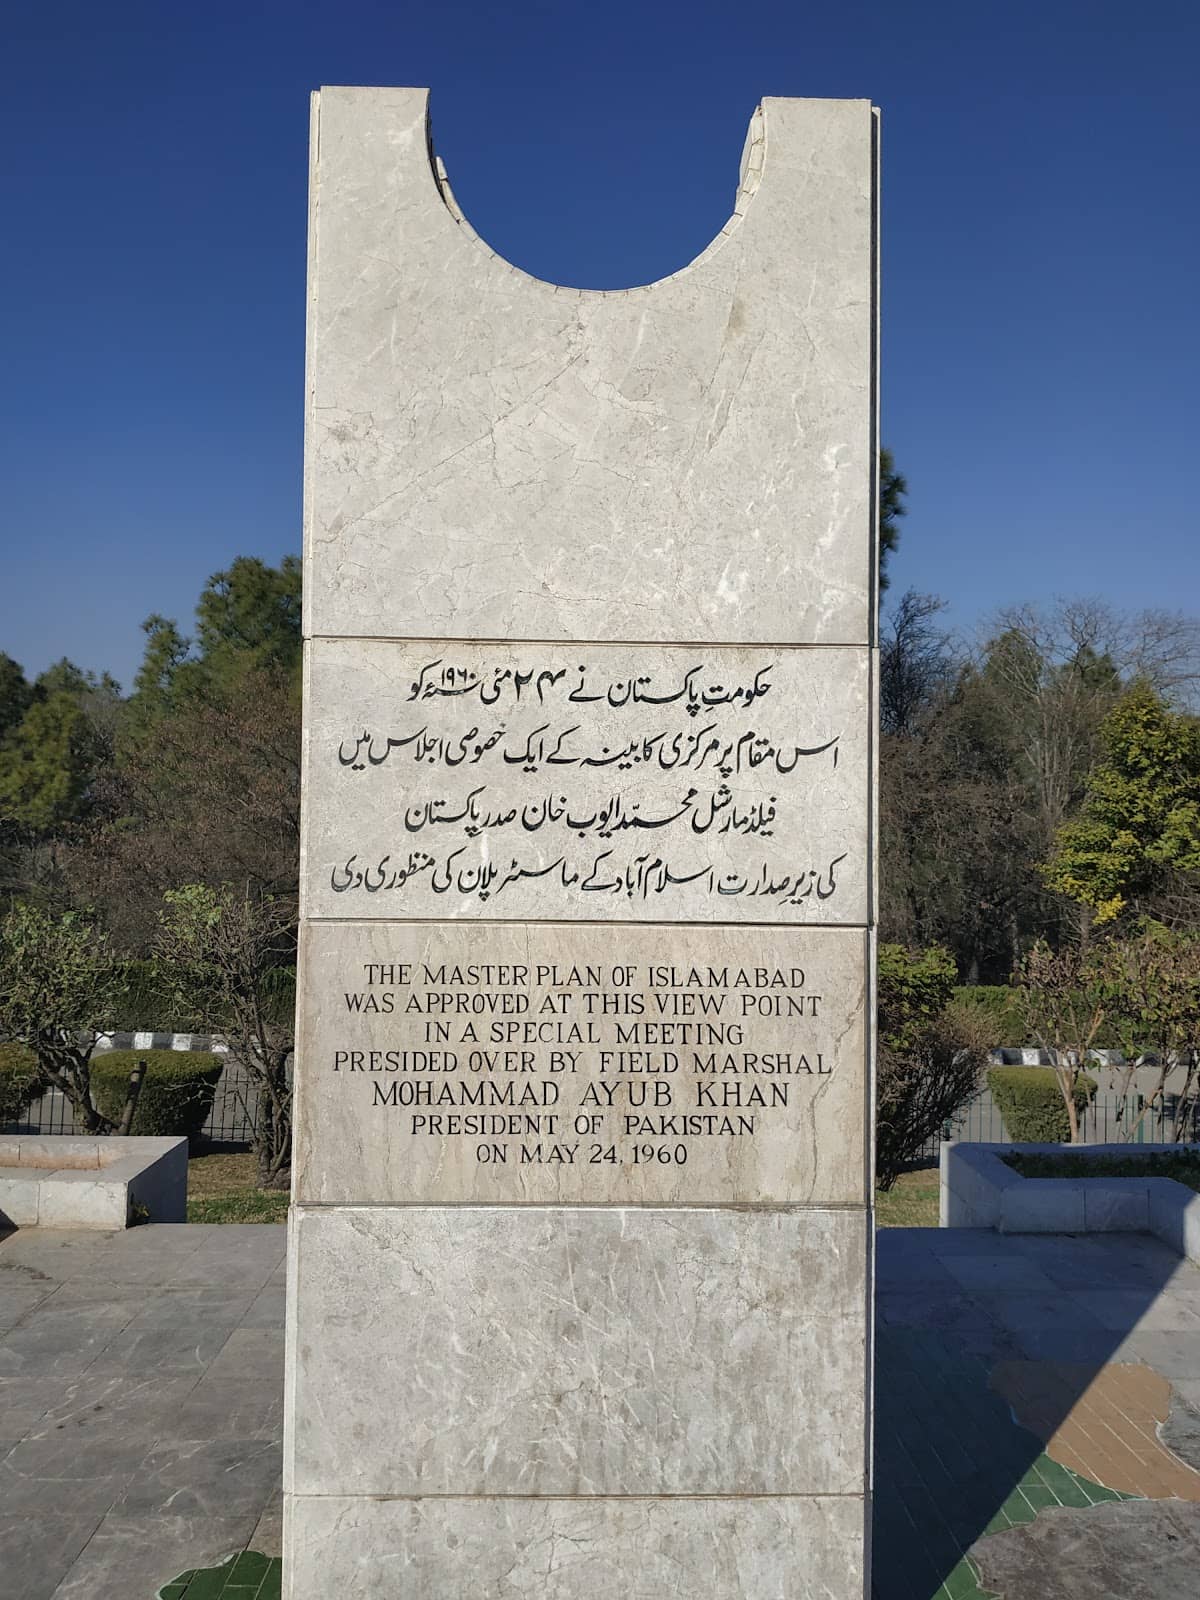 حکومتِ پاکستان نے ۲۴ مئی ۱۹۶۰ء کو
اس مقام پر مرکزی کابینہ کے ایک خصوصی اجلاس میں
فیلڈ مارشل محمّد ایوب خان صدرِ پاکستان
کی زیرِ صدارت اسلام آباد کے ماسٹر پلان کی منظوری دی
THE MASTER PLAN OF ISLAMABAD
WAS APPROVED AT THIS VIEW POINT
IN A SPECIAL MEETING
PRESIDED OVER BY FIELD MARSHAL
MOHAMMAD AYUB KHAN
PRESIDENT OF PAKISTAN
ON MAY 24, 1960